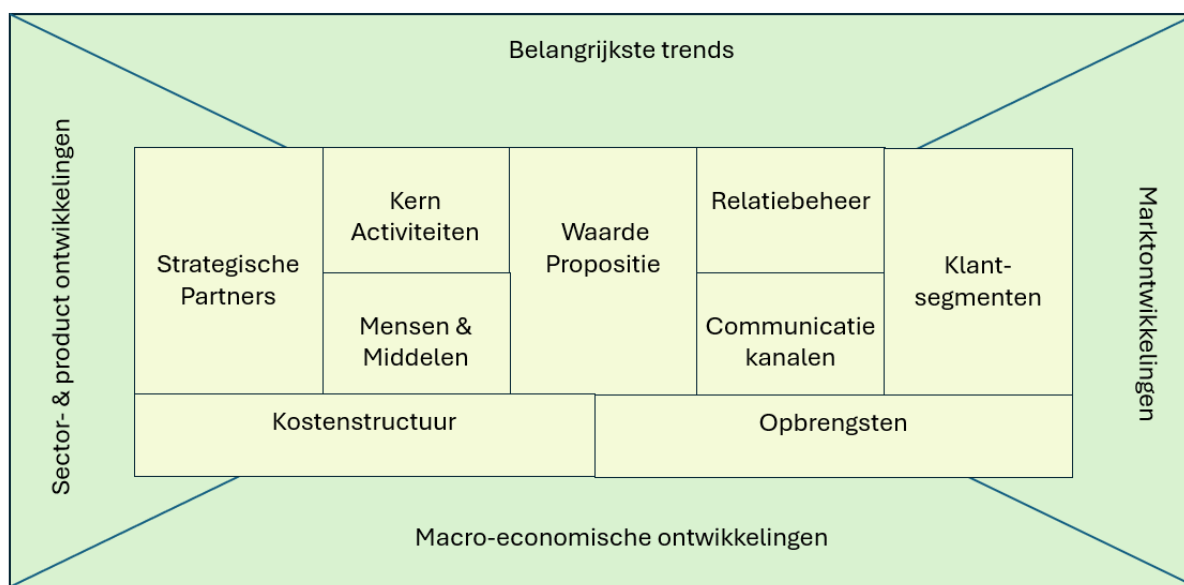 Belangrijkste trends
Sector- & product ontwikkelingen
Strategische
Partners
Kern
Activiteiten
Mensen &
Middelen
Waarde
Propositie
Relatiebeheer
Communicatie
kanalen
Klant-
segmenten
Marktontwikkelingen
Kostenstructuur
Opbrengsten
Macro-economische ontwikkelingen